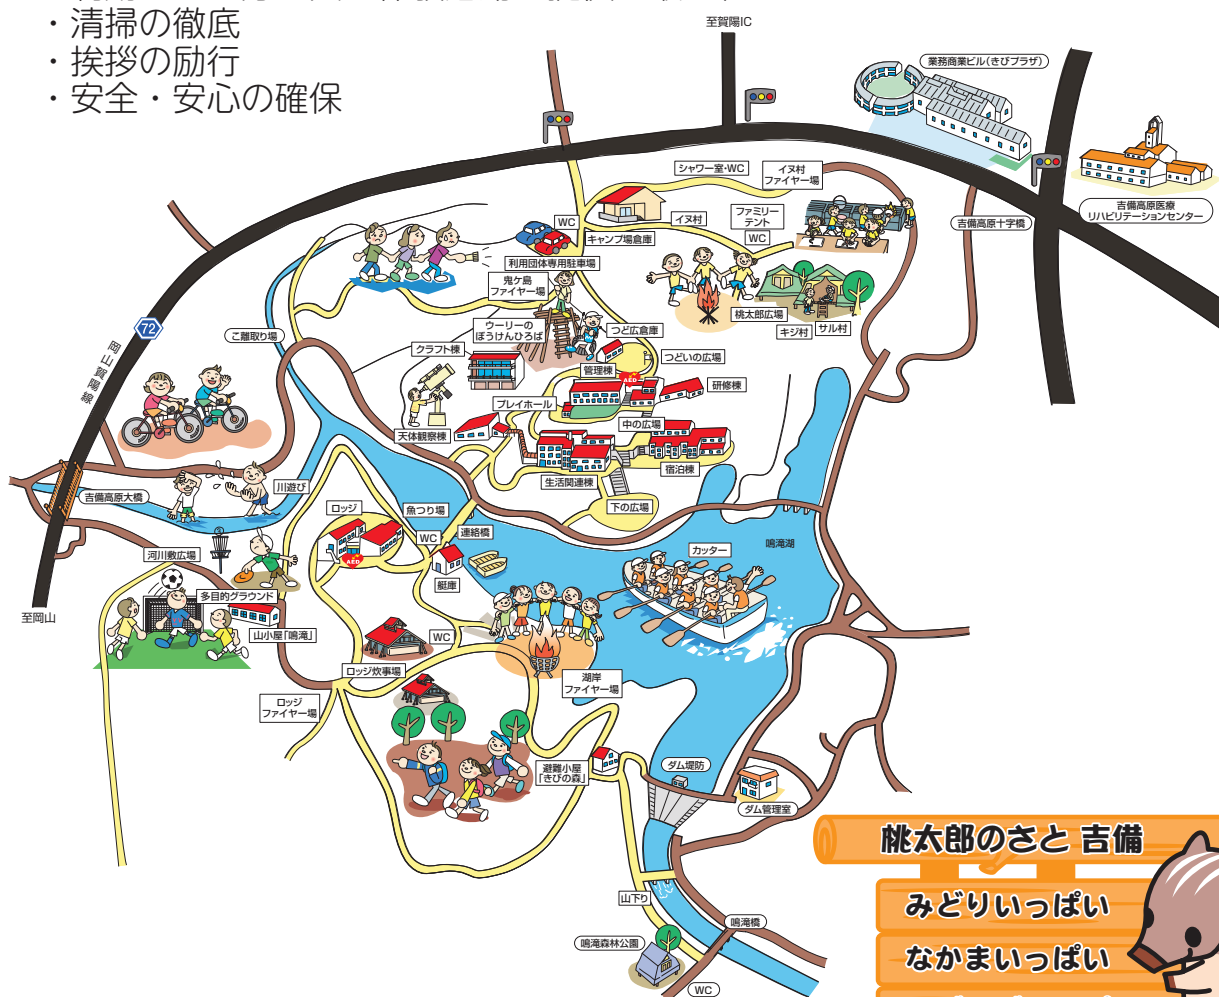 ・清掃の徹底
・挨拶の励行
・安全・安心の確保
至賀陽IC
業務商業ビル(きびプラザ)
吉備高原医療
リハビリテーションセンター
吉備高原十字橋
シャワー室・WC
イヌ村
ファイヤー場
WC
イヌ村
ファミリー
テント
WC
キャンプ場倉庫
利用団体専用駐車場
鬼ケ島
ファイヤー場
桃太郎広場
キジ村
サル村
72
岡山賀陽線
こ離取り場
ウーリーの
ぼうけんひろば
つど広倉庫
つどいの広場
クラフト棟
管理棟
AED
研修棟
プレイホール
中の広場
天体観察棟
生活関連棟
宿泊棟
下の広場
吉備高原大橋
川遊び
ロッジ
魚つり場
連絡橋
WC
AED
艇庫
カッター
鳴滝湖
河川敷広場
多目的グラウンド
山小屋「鳴滝」
至岡山
WC
ロッジ炊事場
湖岸
ファイヤー場
ロッジ
ファイヤー場
避難小屋
「きびの森」
ダム堤防
ダム管理室
山下り
鳴滝橋
鳴滝森林公園
WC
桃太郎のさと 吉備
みどりいっぱい
なかまいっぱい